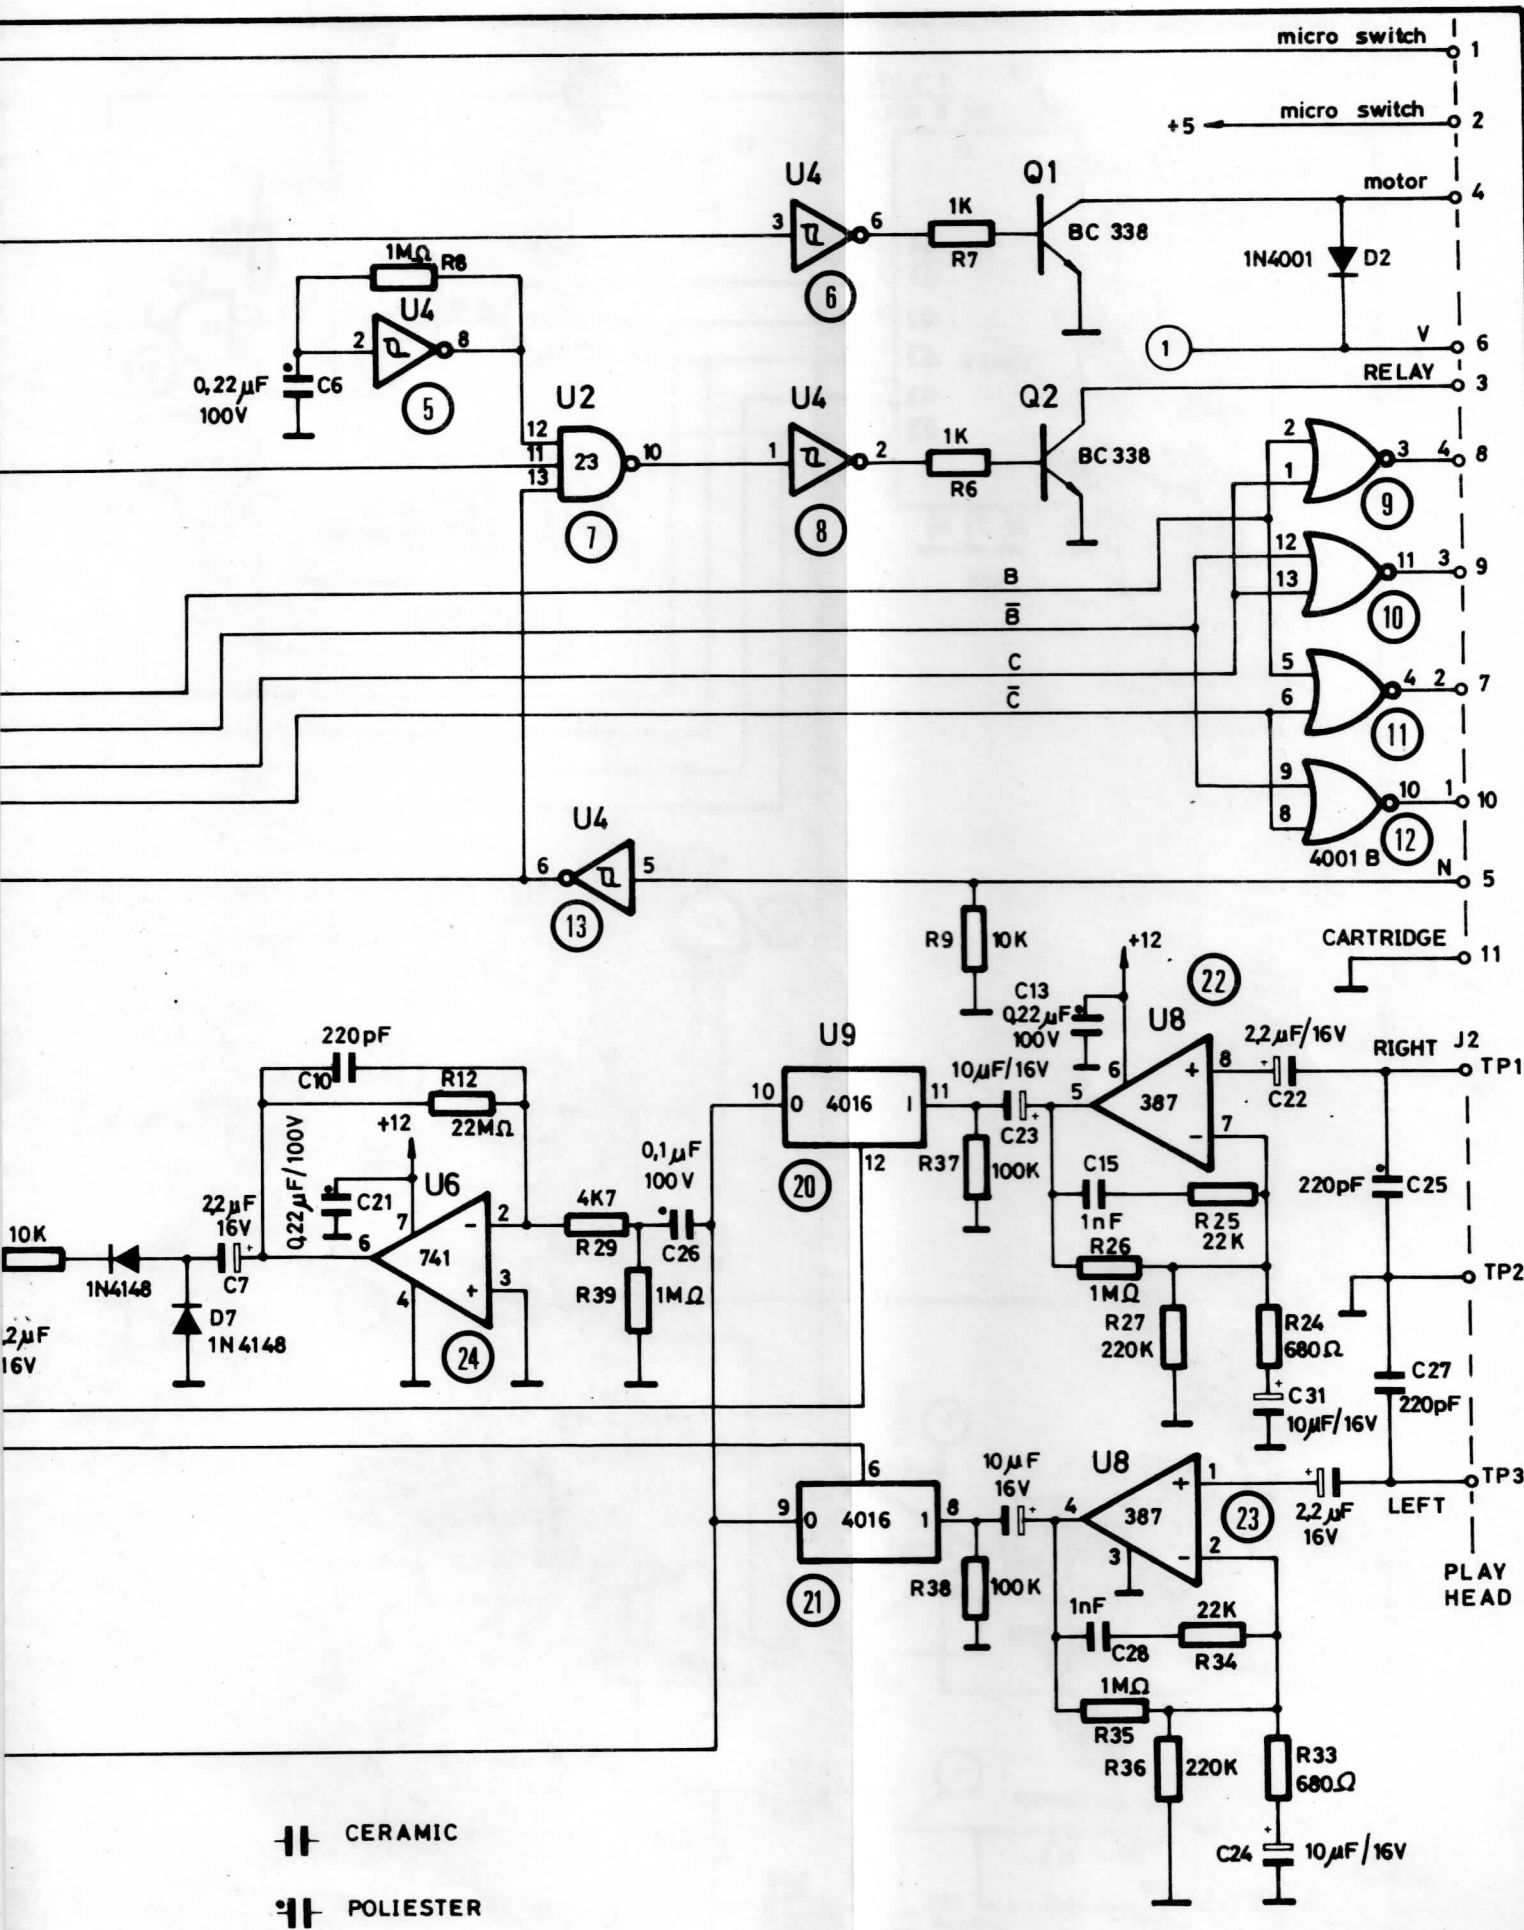 micro switch 1
+5 micro switch 2
motor 4
U4
3 6
1K
R7
Q1
BC 338
1N4001 D2
6
1MΩ R8
U4
2 8
0,22µF
100V
C6
5
1
V 6
RELAY 3
U2
12
11
13
23
10
7
U4
1 2
8
1K
R6
Q2
BC 338
2
1
3 4 8
9
12
13
11 3 9
10
B
B̅
C
C̅
5
6
4 2 7
11
9
8
10 1 10
12
4001 B
U4
6 5
13
N 5
R9 10K
CARTRIDGE 11
+12
22
C13
0,22µF
100V
U8
6
5
387
+ 8
- 7
2,2µF/16V
C22
RIGHT J2
TP1
U9
10 O 4016 I 11
12
20
10µF/16V
+
C23
R37 100K
C15
1nF
R25
22K
R26
1MΩ
R27
220K
R24
680Ω
+
C31
10µF/16V
220pF C25
TP2
C27
220pF
220pF
C10
R12
22MΩ
+12
0,22µF/100V
C21
U6
7
6
741
4
- 2
+ 3
24
10K
1N4148
2,2µF
16V
+
C7
D7
1N4148
,2µF
16V
4K7
R29
0,1µF
100V
C26
R39 1MΩ
9 O 4016 1 8
6
21
10µF
16V
+
R38 100K
U8
4
387
3
+ 1
- 2
23
+
2,2µF
16V
LEFT
TP3
PLAY
HEAD
1nF
C28
22K
R34
1MΩ
R35
R36 220K
R33
680Ω
+
C24 10µF/16V
CERAMIC
POLIESTER